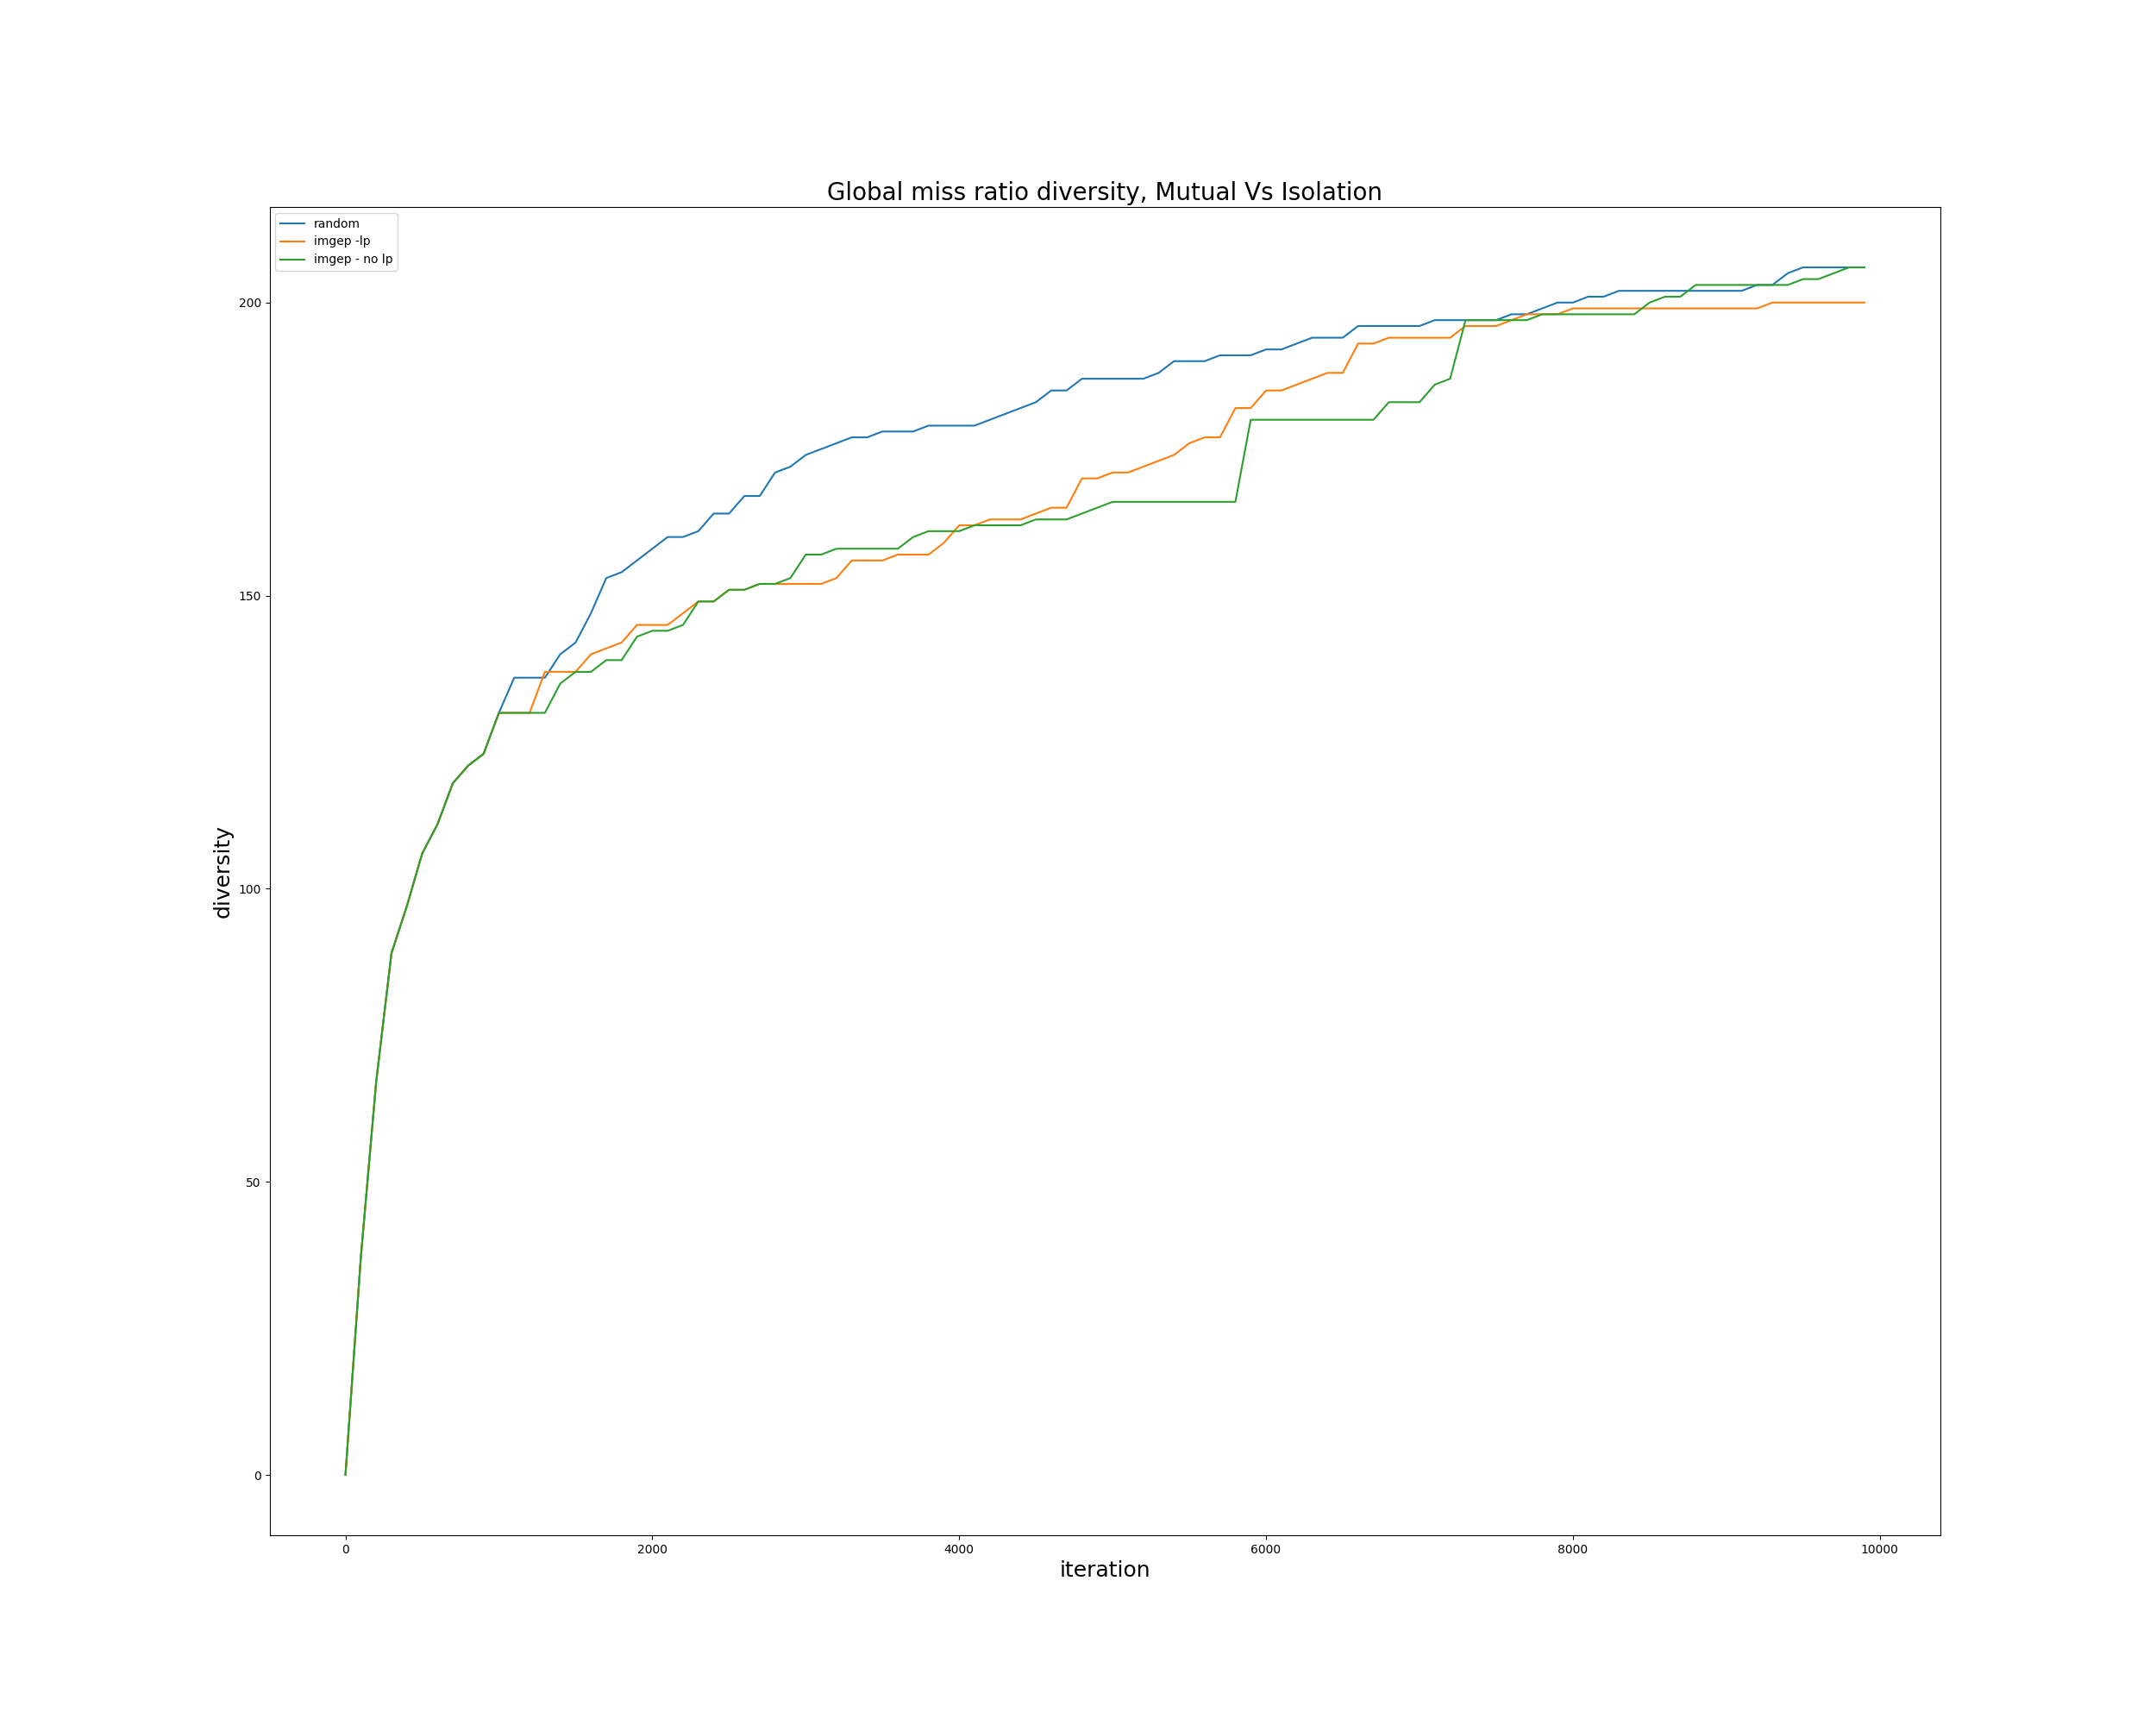 Global miss ratio diversity, Mutual Vs Isolation
random
imgep -lp
imgep - no lp
200
150
100
50
0
diversity
0 2000 4000 6000 8000 10000
iteration